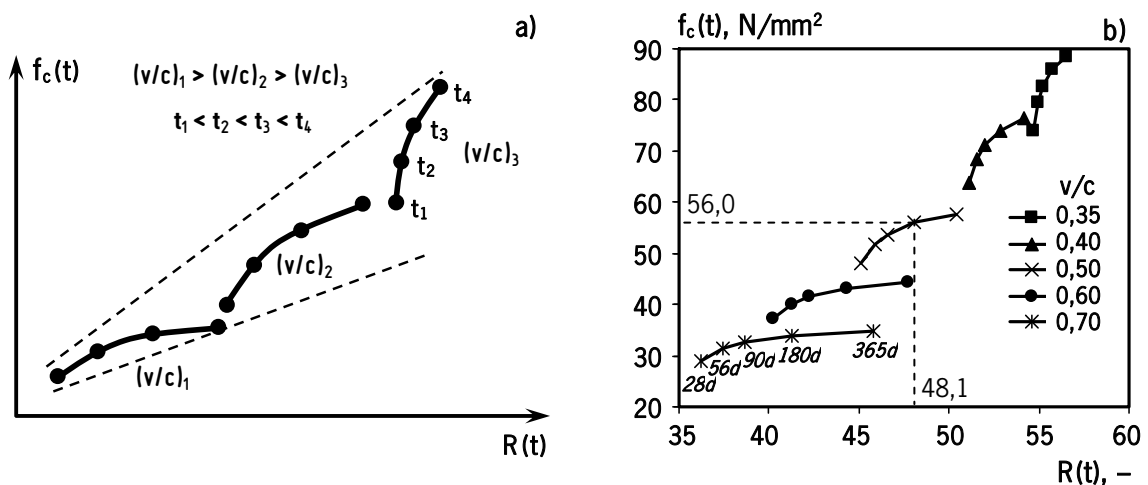 a)
f_c(t)
(v/c)₁ > (v/c)₂ > (v/c)₃
t₁ < t₂ < t₃ < t₄
t₄
t₃
(v/c)₃
t₂
t₁
(v/c)₂
(v/c)₁
R(t)
f_c(t), N/mm²
b)
90
80
70
60
50
40
30
20
56,0
v/c
0,35
0,40
0,50
0,60
0,70
28d
56d
90d
180d
365d
48,1
35
40
45
50
55
60
R(t), –